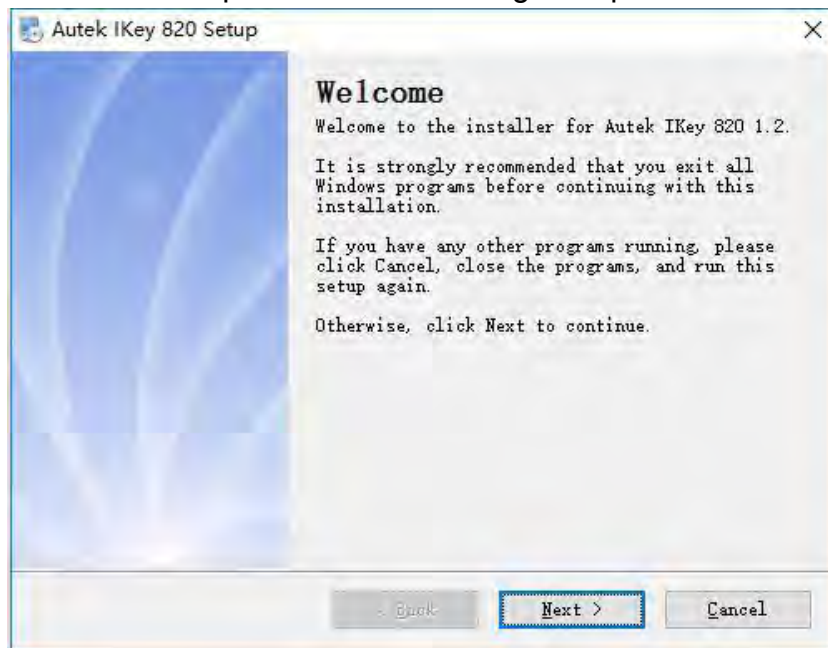 Autek IKey 820 Setup
Welcome
Welcome to the installer for Autek IKey 820 1.2.
It is strongly recommended that you exit all
Windows programs before continuing with this
installation.
If you have any other programs running, please
click Cancel, close the programs, and run this
setup again.
Otherwise, click Next to continue.
< Back
Next >
Cancel